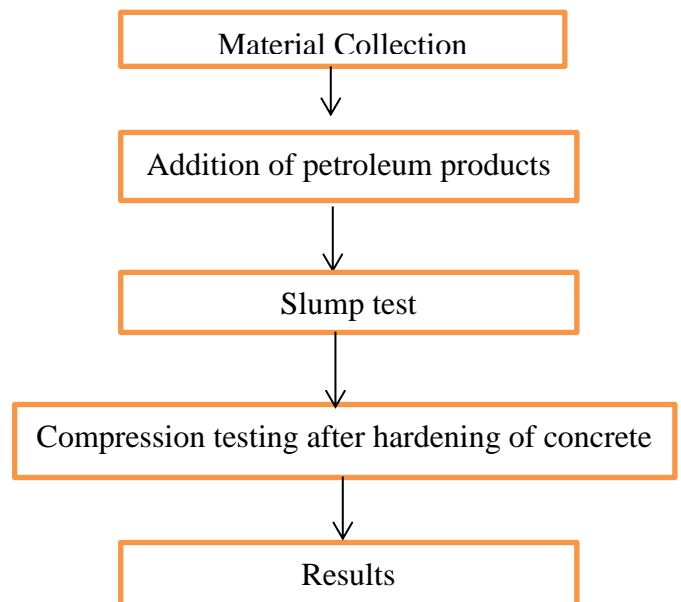 Material Collection
Addition of petroleum products
Slump test
Compression testing after hardening of concrete
Results